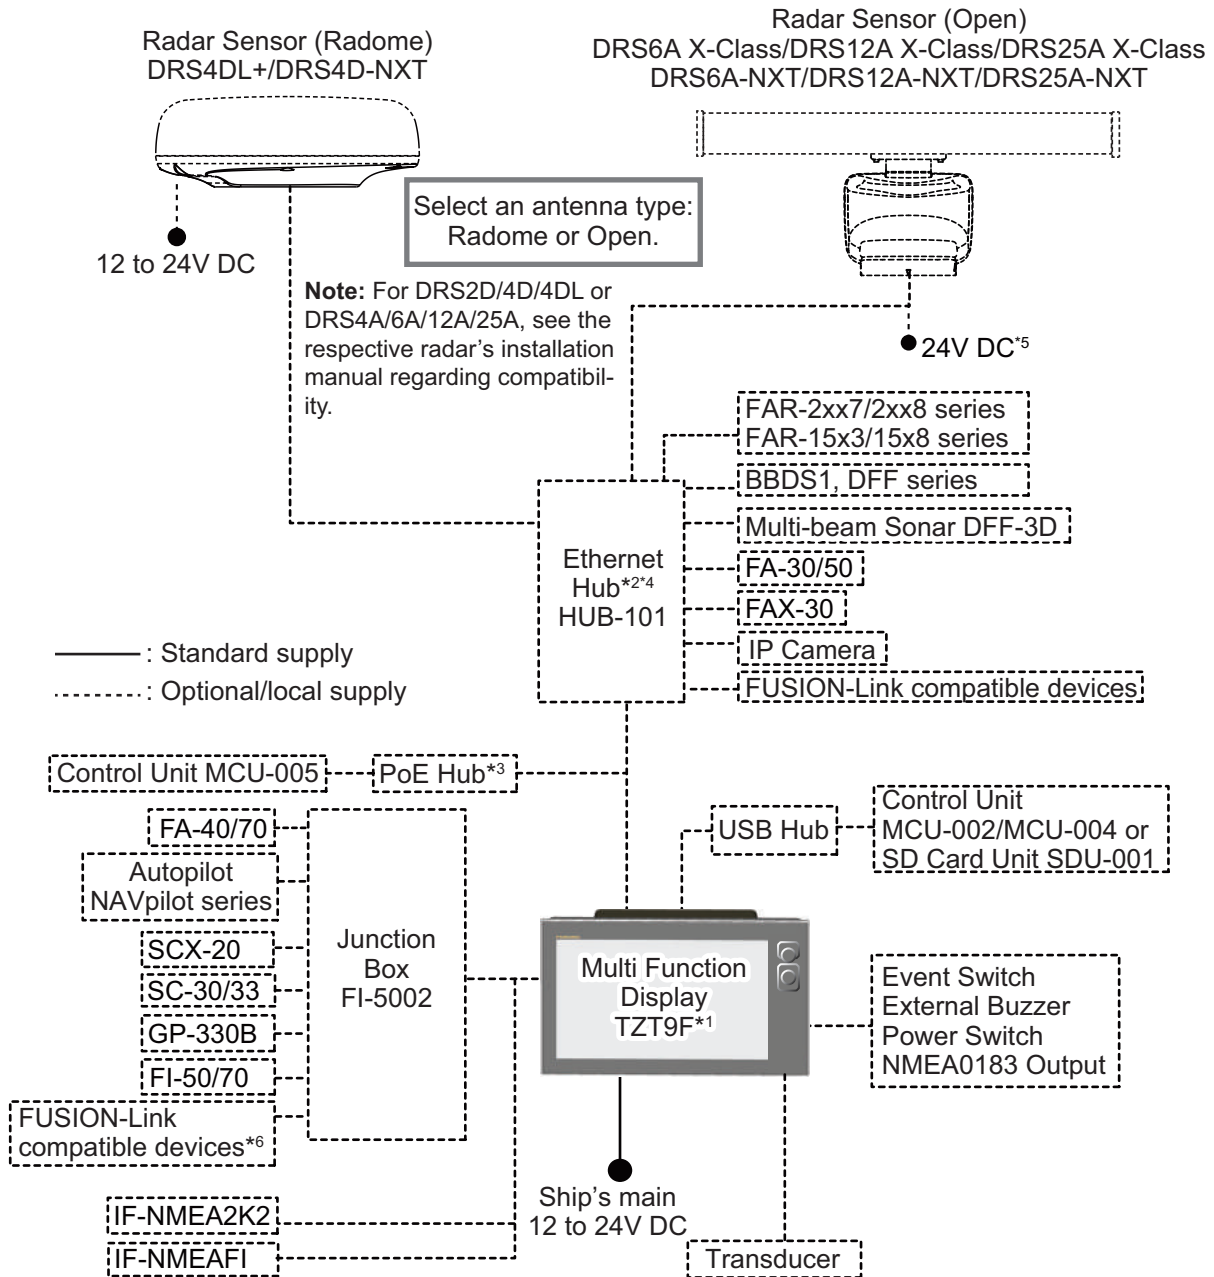 Radar Sensor (Radome)
DRS4DL+/DRS4D-NXT
Radar Sensor (Open)
DRS6A X-Class/DRS12A X-Class/DRS25A X-Class
DRS6A-NXT/DRS12A-NXT/DRS25A-NXT
Select an antenna type:
Radome or Open.
12 to 24V DC
Note: For DRS2D/4D/4DL or
DRS4A/6A/12A/25A, see the
respective radar's installation
manual regarding compatibil-
ity.
24V DC*5
FAR-2xx7/2xx8 series
FAR-15x3/15x8 series
BBDS1, DFF series
Multi-beam Sonar DFF-3D
FA-30/50
FAX-30
IP Camera
FUSION-Link compatible devices
Ethernet
Hub*2*4
HUB-101
: Standard supply
: Optional/local supply
Control Unit MCU-005
PoE Hub*3
USB Hub
Control Unit
MCU-002/MCU-004 or
SD Card Unit SDU-001
FA-40/70
Autopilot
NAVpilot series
SCX-20
SC-30/33
GP-330B
FI-50/70
FUSION-Link
compatible devices*6
Junction
Box
FI-5002
Multi Function
Display
TZT9F*1
Event Switch
External Buzzer
Power Switch
NMEA0183 Output
IF-NMEA2K2
IF-NMEAFI
Ship's main
12 to 24V DC
Transducer